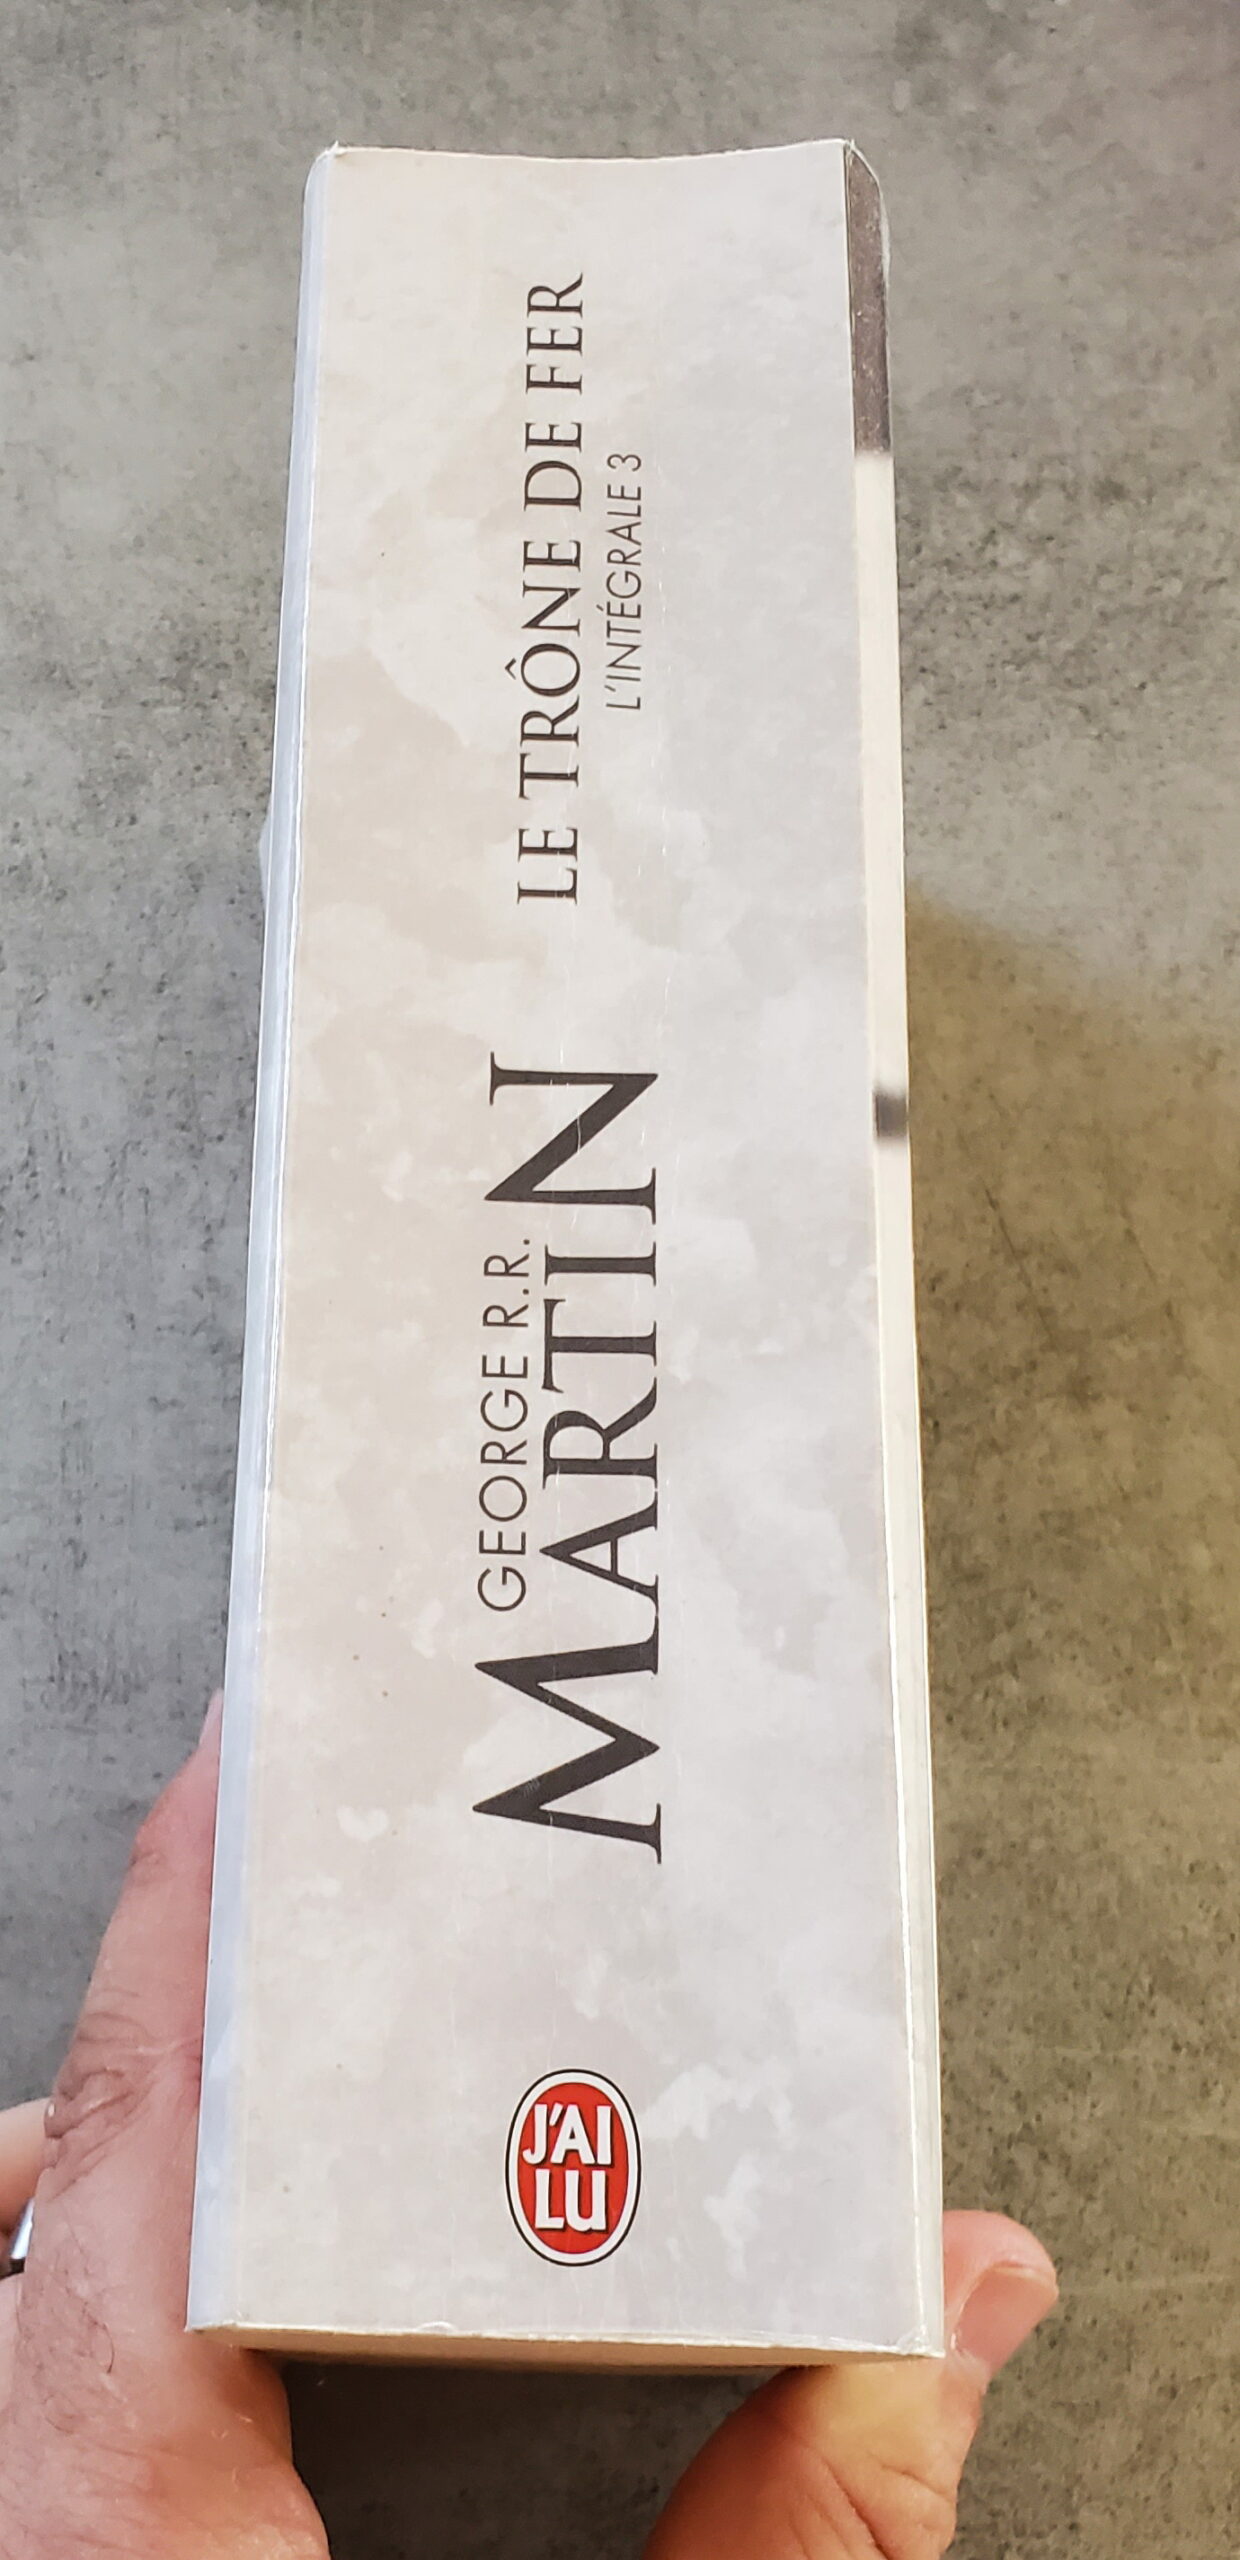 LE TRÔNE DE FER
L'INTÉGRALE 3
GEORGE R.R.
MARTIN
J'AI
LU